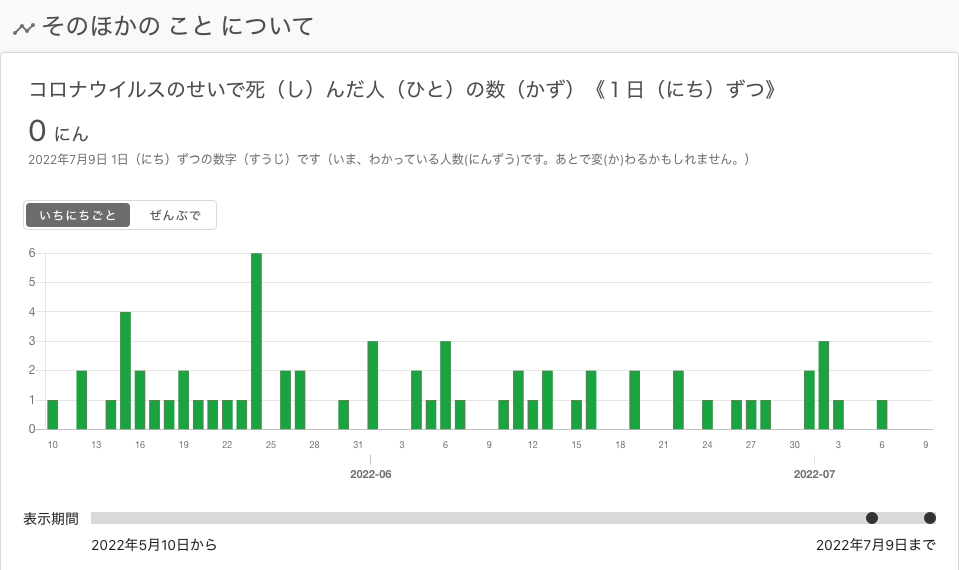 そのほかの こと について
コロナウイルスのせいで死（し）んだ人（ひと）の数（かず）《１日（にち）ずつ》
0 にん
2022年7月9日 1日（にち）ずつの数字（すうじ）です（いま、わかっている人数(にんずう)です。あとで変(か)わるかもしれません。）
いちにちごと ぜんぶで
6
5
4
3
2
1
0
10 13 16 19 22 25 28 31 3 6 9 12 15 18 21 24 27 30 3 6 9
2022-06 2022-07
表示期間
2022年5月10日から 2022年7月9日まで